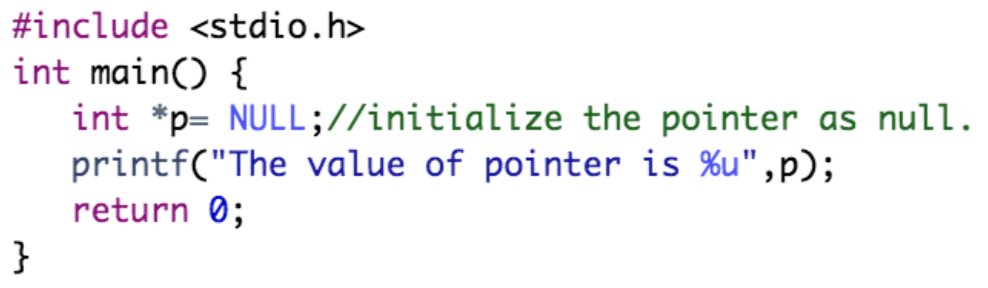 #include <stdio.h>
int main() {
   int *p= NULL;//initialize the pointer as null.
   printf("The value of pointer is %u",p);
   return 0;
}